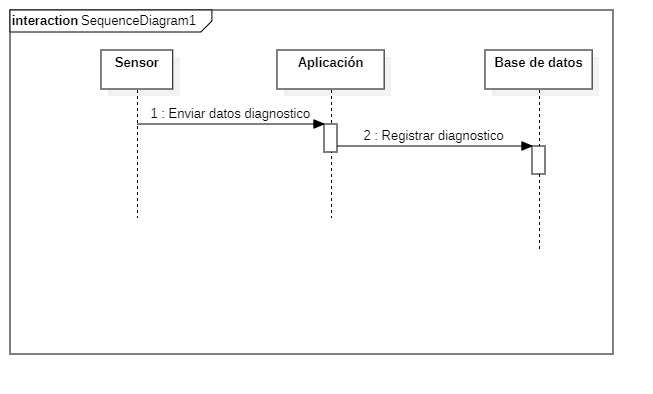 interaction SequenceDiagram1
Sensor
Aplicación
Base de datos
1 : Enviar datos diagnostico
2 : Registrar diagnostico